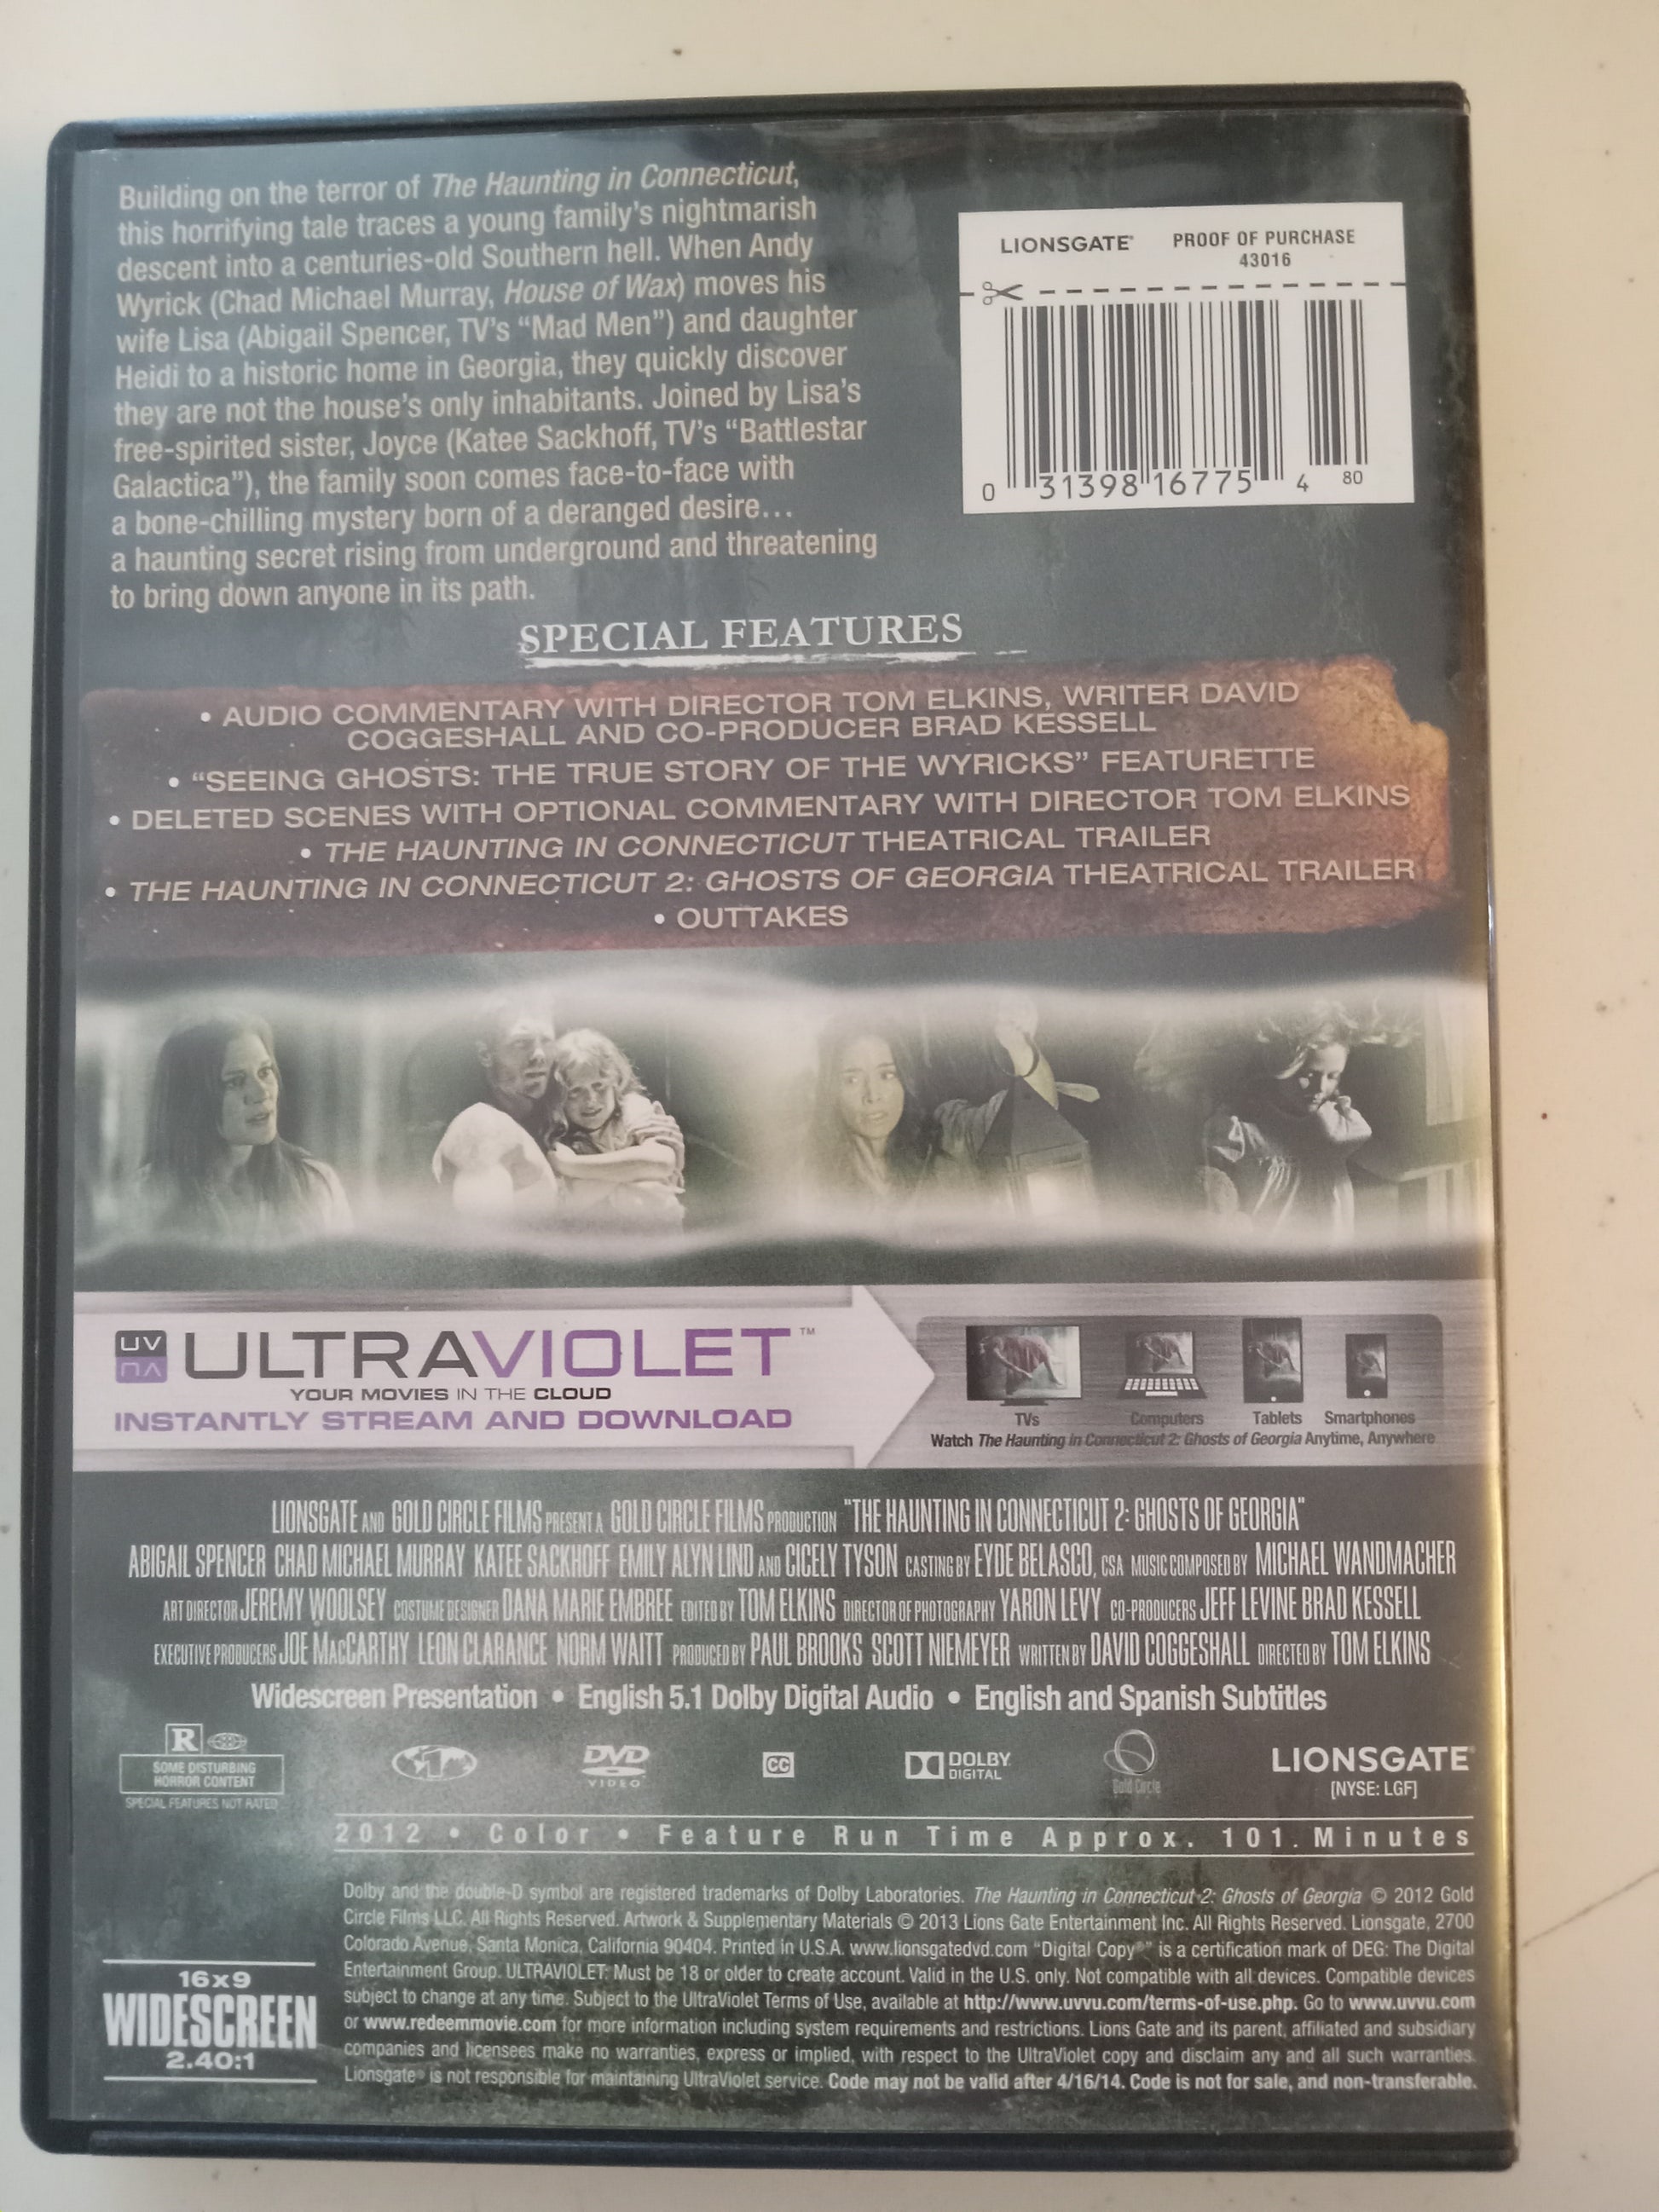 Building on the terror of The Haunting in Connecticut,
this horrifying tale traces a young family's nightmarish
descent into a centuries-old Southern hell. When Andy
Wyrick (Chad Michael Murray, House of Wax) moves his
wife Lisa (Abigail Spencer, TV's “Mad Men”) and daughter
Heidi to a historic home in Georgia, they quickly discover
they are not the house's only inhabitants. Joined by Lisa's
free-spirited sister, Joyce (Katee Sackhoff, TV's “Battlestar
Galactica”), the family soon comes face-to-face with
a bone-chilling mystery born of a deranged desire...
a haunting secret rising from underground and threatening
to bring down anyone in its path.
LIONSGATE® PROOF OF PURCHASE
43016
0 31398 16775 4 80
SPECIAL FEATURES
• AUDIO COMMENTARY WITH DIRECTOR TOM ELKINS, WRITER DAVID
COGGESHALL AND CO-PRODUCER BRAD KESSELL
• “SEEING GHOSTS: THE TRUE STORY OF THE WYRICKS” FEATURETTE
• DELETED SCENES WITH OPTIONAL COMMENTARY WITH DIRECTOR TOM ELKINS
• THE HAUNTING IN CONNECTICUT THEATRICAL TRAILER
• THE HAUNTING IN CONNECTICUT 2: GHOSTS OF GEORGIA THEATRICAL TRAILER
• OUTTAKES
UV ULTRAVIOLET™
YOUR MOVIES IN THE CLOUD
INSTANTLY STREAM AND DOWNLOAD
TVs Computers Tablets Smartphones
Watch The Haunting in Connecticut 2: Ghosts of Georgia Anytime, Anywhere
LIONSGATE AND GOLD CIRCLE FILMS PRESENT A GOLD CIRCLE FILMS PRODUCTION "THE HAUNTING IN CONNECTICUT 2: GHOSTS OF GEORGIA"
ABIGAIL SPENCER CHAD MICHAEL MURRAY KATEE SACKHOFF EMILY ALYN LIND AND CICELY TYSON CASTING BY EYDE BELASCO, CSA MUSIC COMPOSED BY MICHAEL WANDMACHER
ART DIRECTOR JEREMY WOOLSEY COSTUME DESIGNER DANA MARIE EMBREE EDITED BY TOM ELKINS DIRECTOR OF PHOTOGRAPHY YARON LEVY CO-PRODUCERS JEFF LEVINE BRAD KESSELL
EXECUTIVE PRODUCERS JOE MacCARTHY LEON CLARANCE NORM WAITT PRODUCED BY PAUL BROOKS SCOTT NIEMEYER WRITTEN BY DAVID COGGESHALL DIRECTED BY TOM ELKINS
Widescreen Presentation • English 5.1 Dolby Digital Audio • English and Spanish Subtitles
R
SOME DISTURBING
HORROR CONTENT
SPECIAL FEATURES NOT RATED
1
DVD
VIDEO
CC
DOLBY
DIGITAL
Gold Circle
LIONSGATE®
[NYSE: LGF]
2012 • Color • Feature Run Time Approx. 101. Minutes
Dolby and the double-D symbol are registered trademarks of Dolby Laboratories. The Haunting in Connecticut 2: Ghosts of Georgia © 2012 Gold
Circle Films LLC. All Rights Reserved. Artwork & Supplementary Materials © 2013 Lions Gate Entertainment Inc. All Rights Reserved. Lionsgate, 2700
Colorado Avenue, Santa Monica, California 90404. Printed in U.S.A. www.lionsgatedvd.com “Digital Copy®” is a certification mark of DEG: The Digital
Entertainment Group. ULTRAVIOLET: Must be 18 or older to create account. Valid in the U.S. only. Not compatible with all devices. Compatible devices
subject to change at any time. Subject to the UltraViolet Terms of Use, available at http://www.uvvu.com/terms-of-use.php. Go to www.uvvu.com
or www.redeemmovie.com for more information including system requirements and restrictions. Lions Gate and its parent, affiliated and subsidiary
companies and licensees make no warranties, express or implied, with respect to the UltraViolet copy and disclaim any and all such warranties.
Lionsgate® is not responsible for maintaining UltraViolet service. Code may not be valid after 4/16/14. Code is not for sale, and non-transferable.
16x9
WIDESCREEN
2.40:1